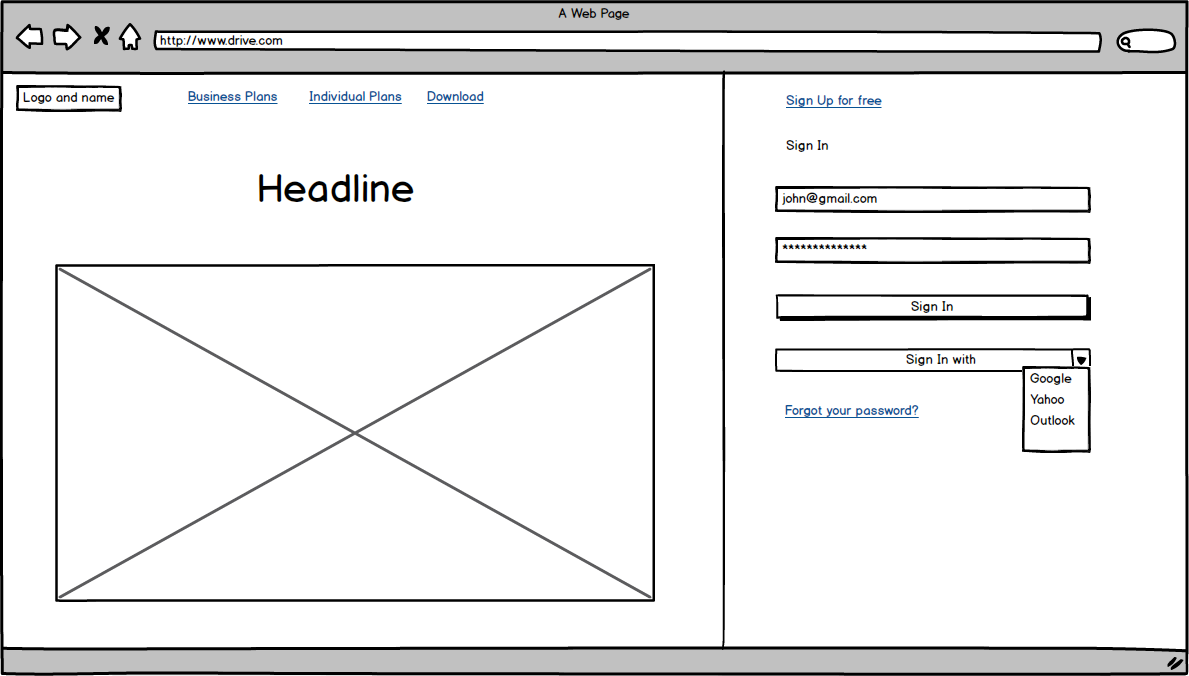 A Web Page
http://www.drive.com
Logo and name
Business Plans
Individual Plans
Download
Headline
Sign Up for free
Sign In
john@gmail.com
**************
Sign In
Sign In with
Google
Yahoo
Outlook
Forgot your password?